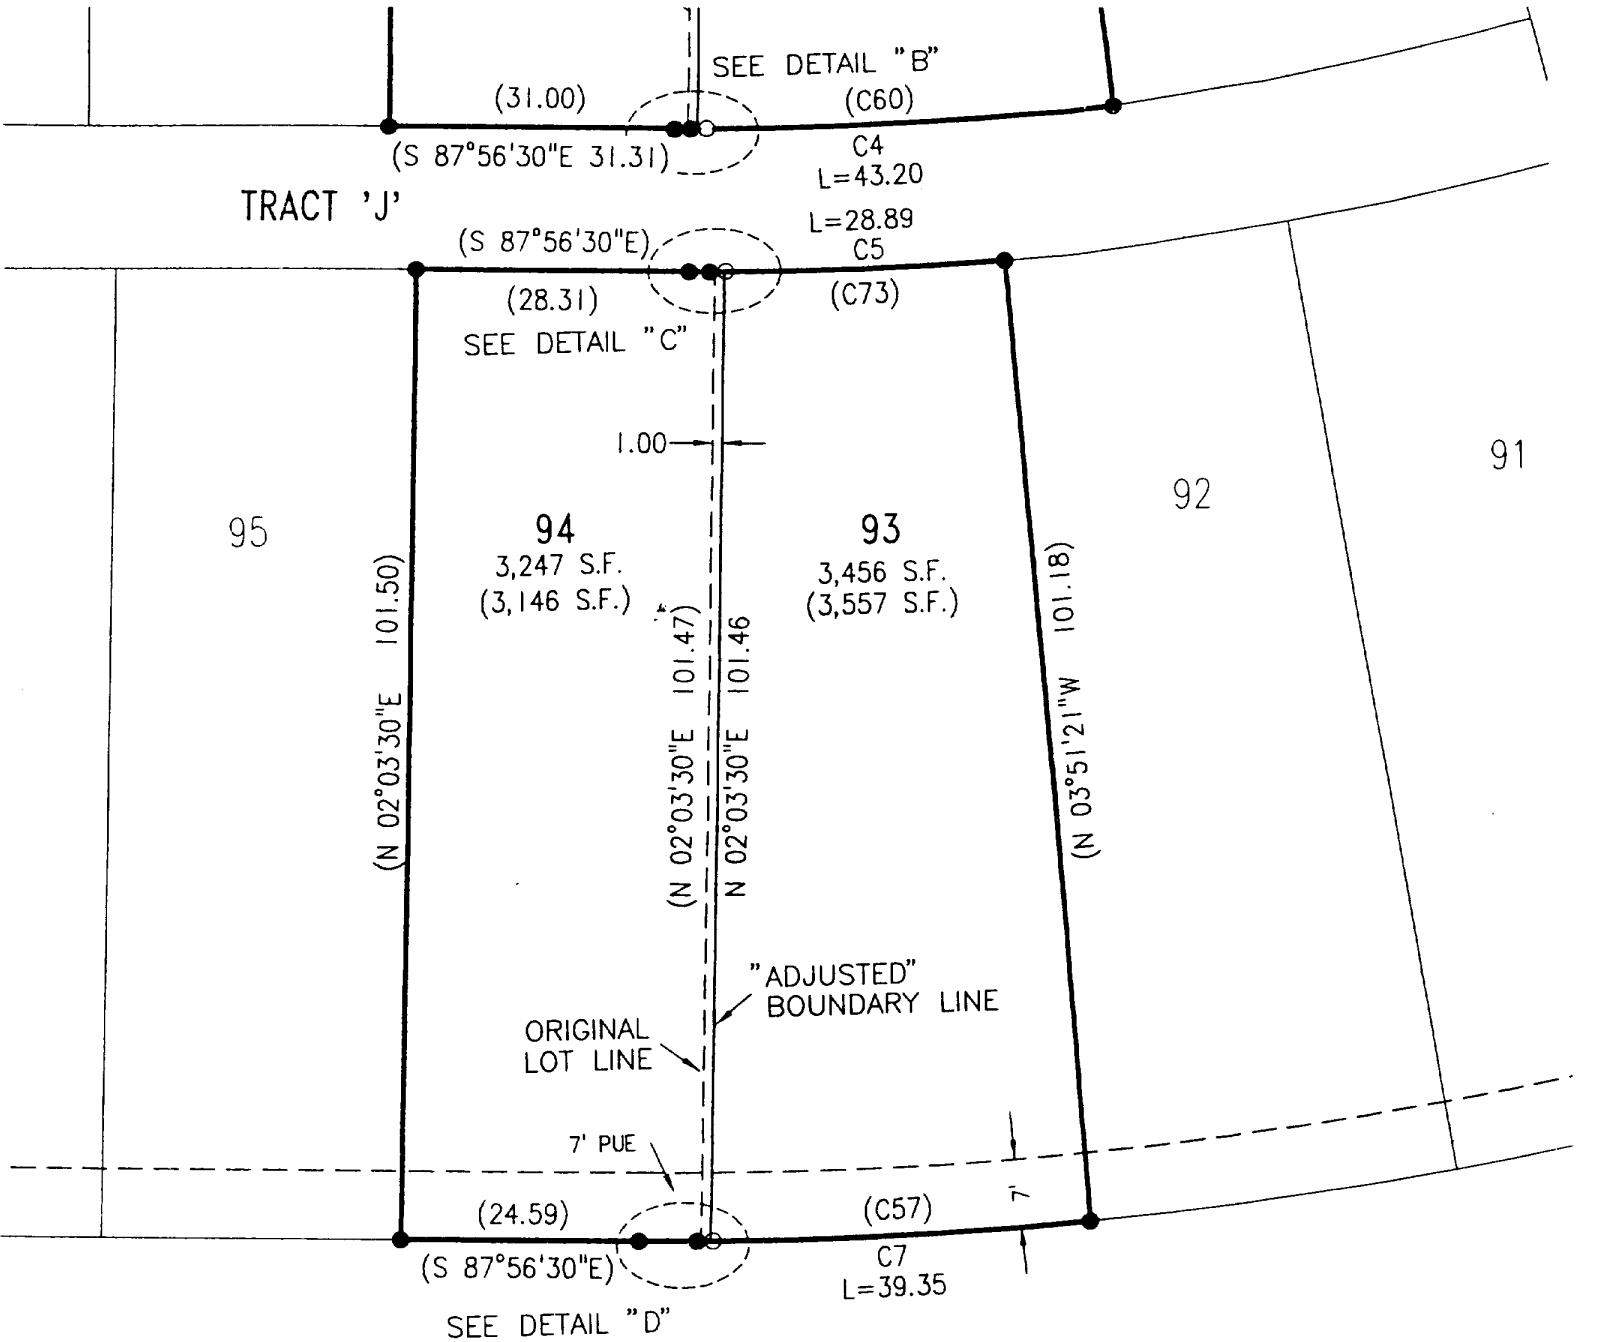 SEE DETAIL "B"
(31.00)
(C60)
(S 87°56'30"E 31.31)
C4
L=43.20
TRACT 'J'
L=28.89
(S 87°56'30"E)
C5
(28.31)
(C73)
SEE DETAIL "C"
1.00
91
92
95
94
3,247 S.F.
(3,146 S.F.)
93
3,456 S.F.
(3,557 S.F.)
(N 02°03'30"E 101.50)
(N 02°03'30"E 101.47)
N 02°03'30"E 101.46
(N 03°51'21"W 101.18)
"ADJUSTED"
BOUNDARY LINE
ORIGINAL
LOT LINE
7' PUE
7'
(24.59)
(C57)
(S 87°56'30"E)
C7
L=39.35
SEE DETAIL "D"